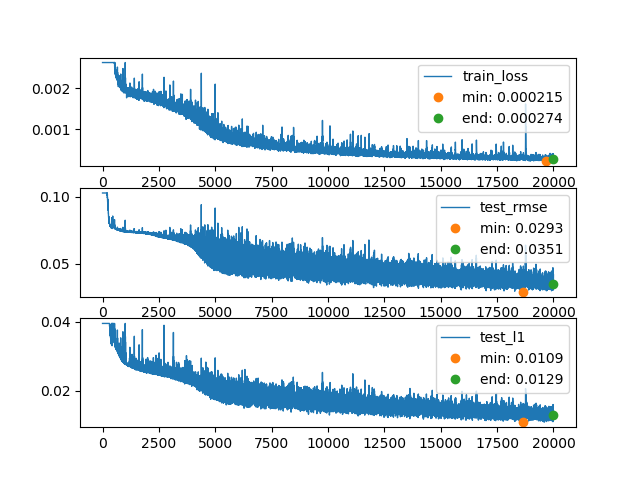 train_loss
min: 0.000215
end: 0.000274
0.002
0.001
0 2500 5000 7500 10000 12500 15000 17500 20000
test_rmse
min: 0.0293
end: 0.0351
0.10
0.05
0 2500 5000 7500 10000 12500 15000 17500 20000
test_l1
min: 0.0109
end: 0.0129
0.04
0.02
0 2500 5000 7500 10000 12500 15000 17500 20000